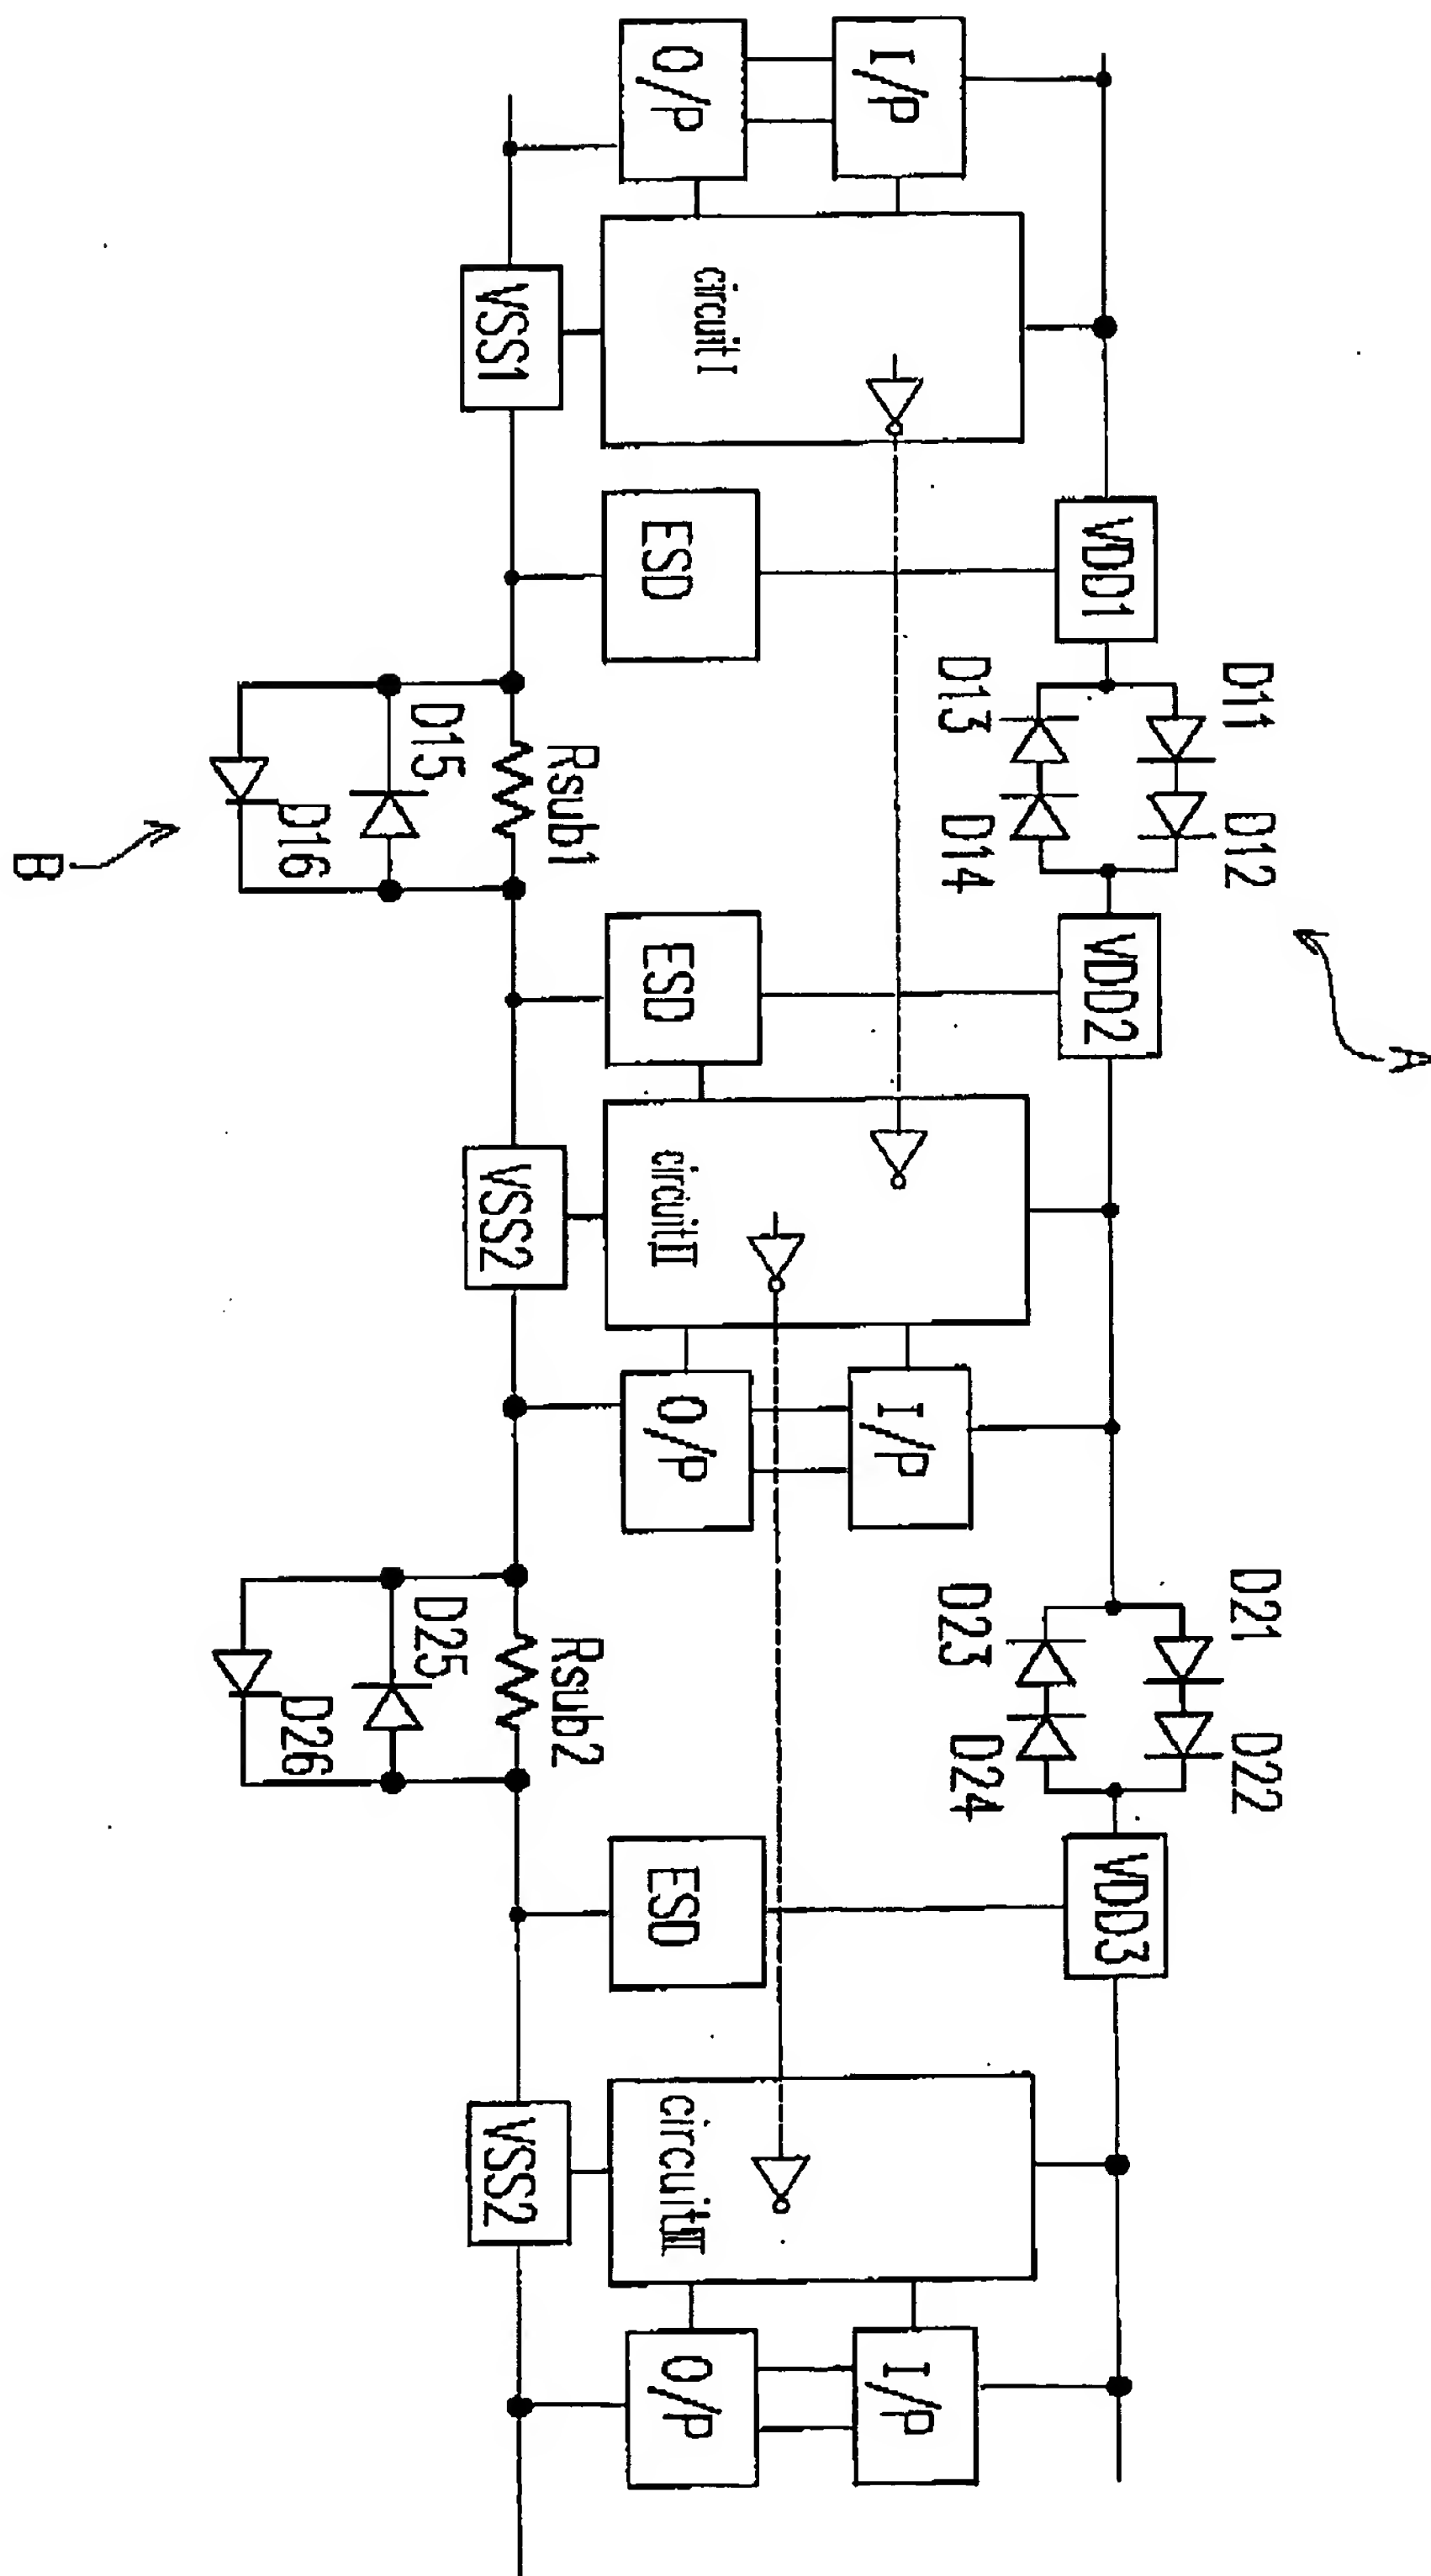 A
D11
D12
D21
D22
VDD1
VDD2
VDD3
D13
D14
D23
D24
I/P
I/P
I/P
O/P
circuit I
ESD
ESD
circuit II
O/P
ESD
circuit III
O/P
Rsub1
Rsub2
VSS1
VSS2
VSS2
D15
D25
D16
D26
B